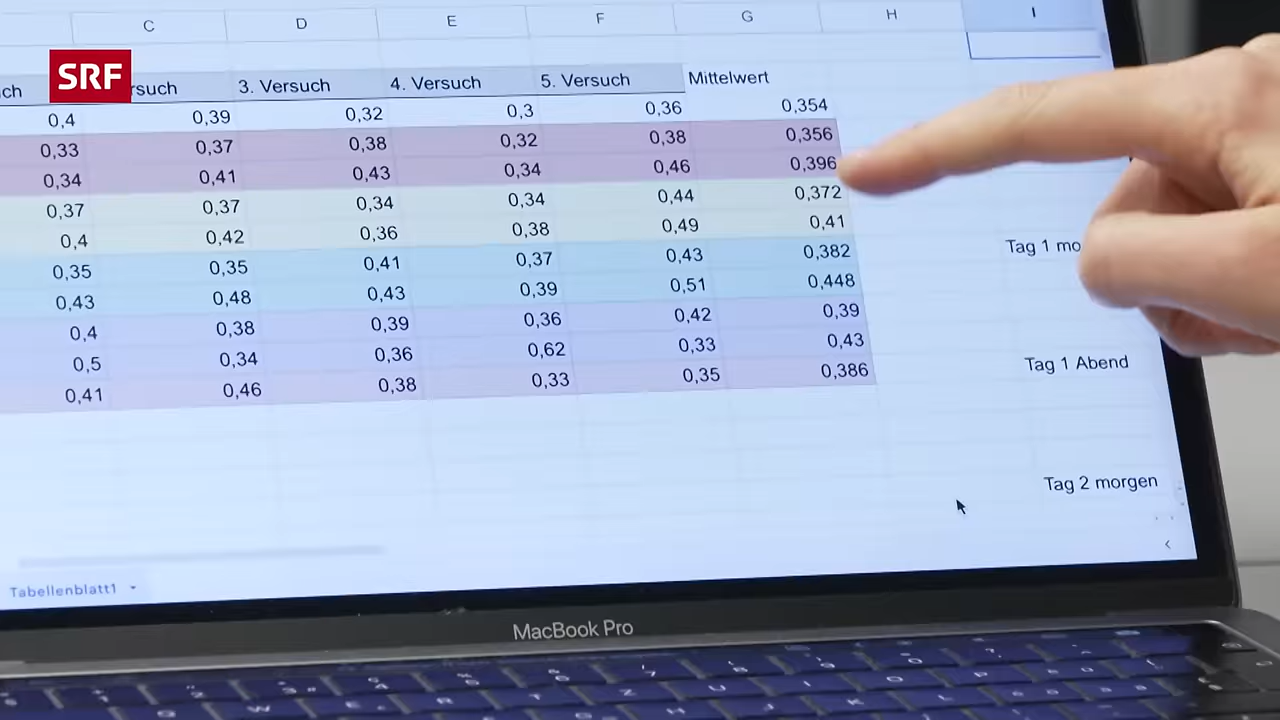 C D E F G H I
SRF
ch rsuch 3. Versuch 4. Versuch 5. Versuch Mittelwert
0,4 0,39 0,32 0,3 0,36 0,354
0,33 0,37 0,38 0,32 0,38 0,356
0,34 0,41 0,43 0,34 0,46 0,396
0,37 0,37 0,34 0,34 0,44 0,372
0,4 0,42 0,36 0,38 0,49 0,41
0,35 0,35 0,41 0,37 0,43 0,382
0,43 0,48 0,43 0,39 0,51 0,448
0,4 0,38 0,39 0,36 0,42 0,39
0,5 0,34 0,36 0,62 0,33 0,43
0,41 0,46 0,38 0,33 0,35 0,386
Tag 1 mo
Tag 1 Abend
Tag 2 morgen
Tabellenblatt1
MacBook Pro